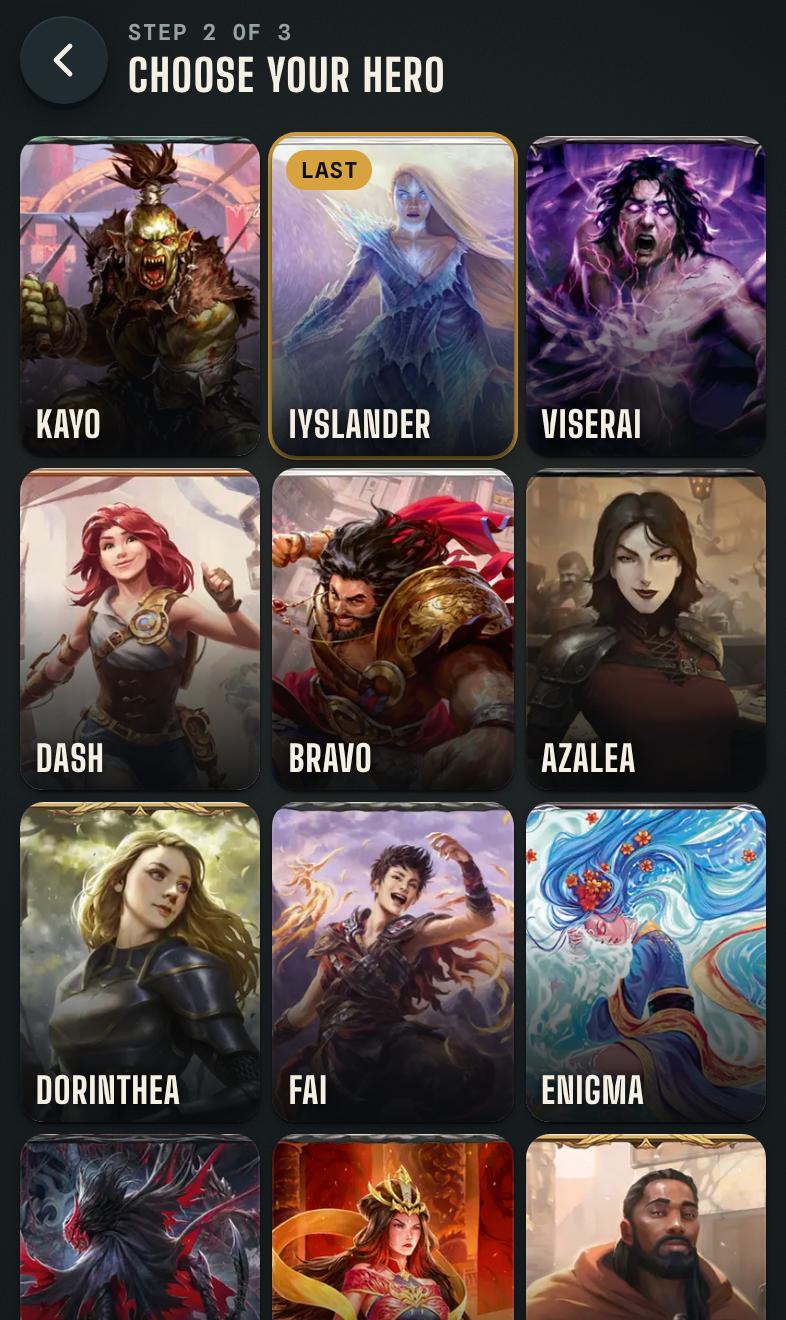 STEP 2 OF 3
CHOOSE YOUR HERO
LAST
KAYO
IYSLANDER
VISERAI
DASH
BRAVO
AZALEA
DORINTHEA
FAI
ENIGMA